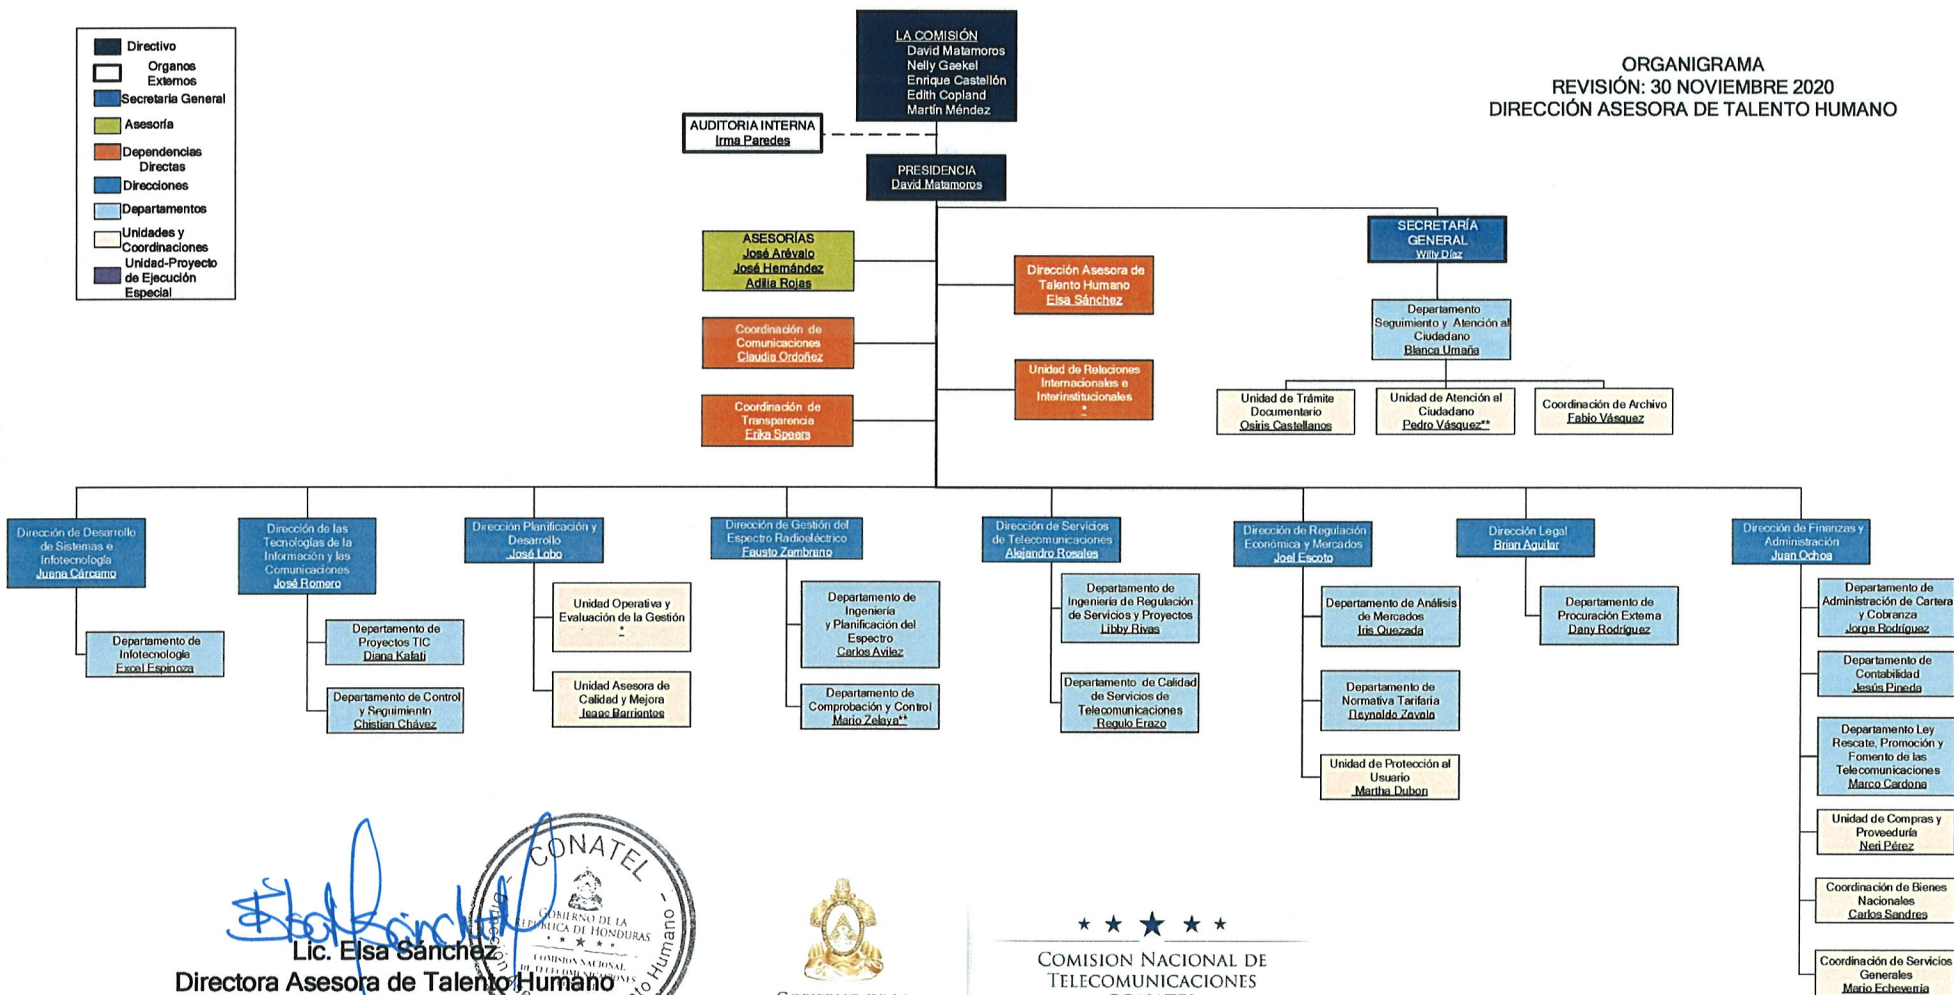 Directivo
Organos
Externos
Secretaria General
Asesoría
Dependencias
Directas
Direcciones
Departamentos
Unidades y
Coordinaciones
Unidad-Proyecto
de Ejecución
Especial
LA COMISIÓN
David Matamoros
Nelly Gaekel
Enrique Castellón
Edith Copland
Martín Méndez
ORGANIGRAMA
REVISIÓN: 30 NOVIEMBRE 2020
DIRECCIÓN ASESORA DE TALENTO HUMANO
AUDITORIA INTERNA
Irma Paredes
PRESIDENCIA
David Matamoros
ASESORÍAS
José Arévalo
José Hernández
Adilia Rojas
Coordinación de
Comunicaciones
Claudia Ordoñez
Coordinación de
Transparencia
Erika Speers
Dirección Asesora de
Talento Humano
Elsa Sánchez
Unidad de Relaciones
Internacionales e
Interinstitucionales
*
SECRETARÍA
GENERAL
Willy Díaz
Departamento
Seguimiento y Atención al
Ciudadano
Blanca Umaña
Unidad de Trámite
Documentario
Osiris Castellanos
Unidad de Atención al
Ciudadano
Pedro Vásquez**
Coordinación de Archivo
Fabio Vásquez
Dirección de Desarrollo
de Sistemas e
Infotecnología
Juana Cárcamo
Departamento de
Infotecnología
Excel Espinoza
Dirección de las
Tecnologías de la
Información y las
Comunicaciones
José Romero
Departamento de
Proyectos TIC
Diana Kafati
Departamento de Control
y Seguimiento
Chistian Chávez
Dirección Planificación y
Desarrollo
José Lobo
Unidad Operativa y
Evaluación de la Gestión
*
Unidad Asesora de
Calidad y Mejora
Isaac Barrientos
Dirección de Gestión del
Espectro Radioeléctrico
Fausto Zambrano
Departamento de
Ingeniería
y Planificación del
Espectro
Carlos Avilez
Departamento de
Comprobación y Control
Mario Zelaya**
Dirección de Servicios
de Telecomunicaciones
Alejandro Rosales
Departamento de
Ingeniería de Regulación
de Servicios y Proyectos
Libby Rivas
Departamento de Calidad
de Servicios de
Telecomunicaciones
Regulo Erazo
Dirección de Regulación
Económica y Mercados
Joel Escoto
Departamento de Análisis
de Mercados
Iris Quezada
Departamento de
Normativa Tarifaria
Reynaldo Zavala
Unidad de Protección al
Usuario
Martha Dubon
Dirección Legal
Brian Aguilar
Departamento de
Procuración Externa
Dany Rodríguez
Dirección de Finanzas y
Administración
Juan Ochoa
Departamento de
Administración de Cartera
y Cobranza
Jorge Rodríguez
Departamento de
Contabilidad
Jesús Pineda
Departamento Ley
Rescate, Promoción y
Fomento de las
Telecomunicaciones
Marco Cardona
Unidad de Compras y
Proveeduría
Neri Pérez
Coordinación de Bienes
Nacionales
Carlos Sandres
Coordinación de Servicios
Generales
Mario Echeverría
Elsa Sánchez
Lic. Elsa Sánchez
Directora Asesora de Talento Humano
CONATEL
GOBIERNO DE LA
REPÚBLICA DE HONDURAS
COMISION NACIONAL
DE TELECOMUNICACIONES
COMISION NACIONAL DE
TELECOMUNICACIONES